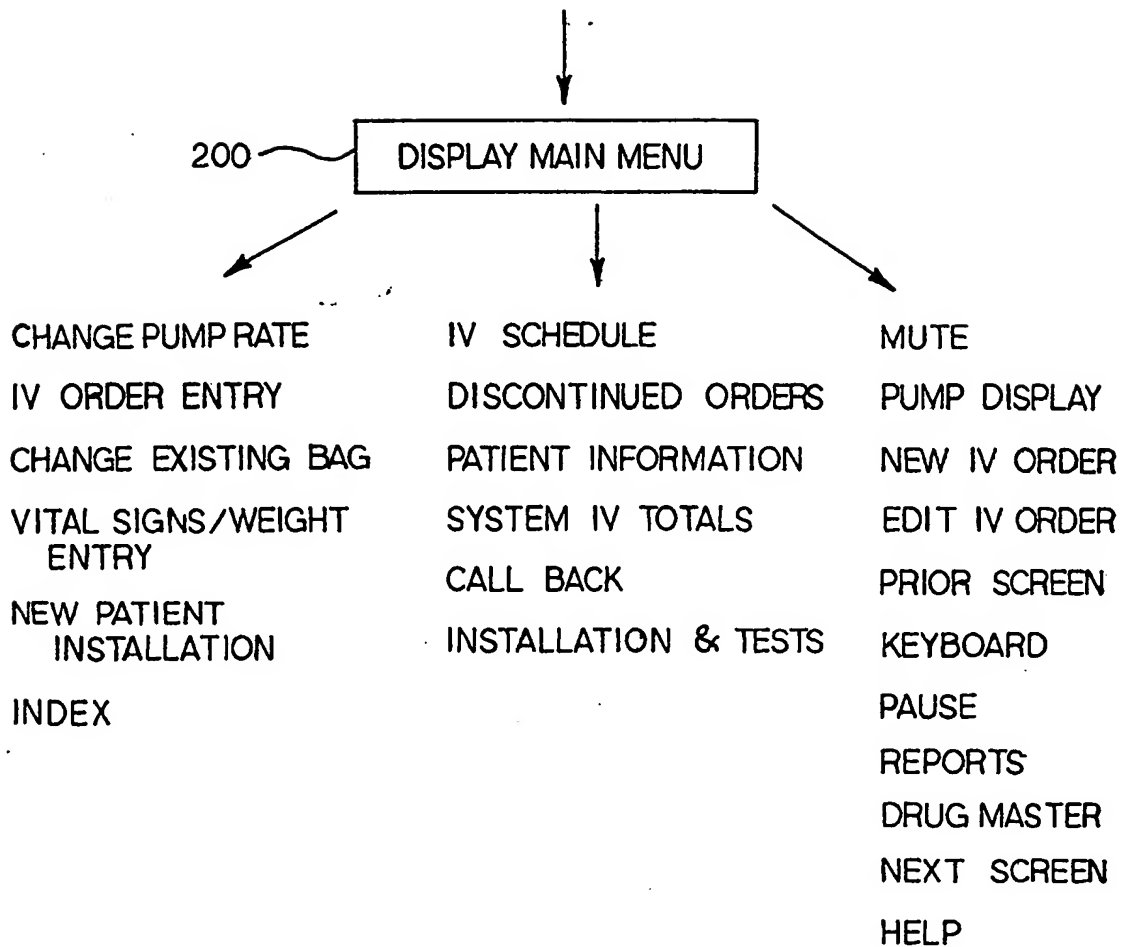 200
DISPLAY MAIN MENU
CHANGE PUMP RATE
IV ORDER ENTRY
CHANGE EXISTING BAG
VITAL SIGNS/WEIGHT
ENTRY
NEW PATIENT
INSTALLATION
INDEX
IV SCHEDULE
DISCONTINUED ORDERS
PATIENT INFORMATION
SYSTEM IV TOTALS
CALL BACK
INSTALLATION & TESTS
MUTE
PUMP DISPLAY
NEW IV ORDER
EDIT IV ORDER
PRIOR SCREEN
KEYBOARD
PAUSE
REPORTS
DRUG MASTER
NEXT SCREEN
HELP